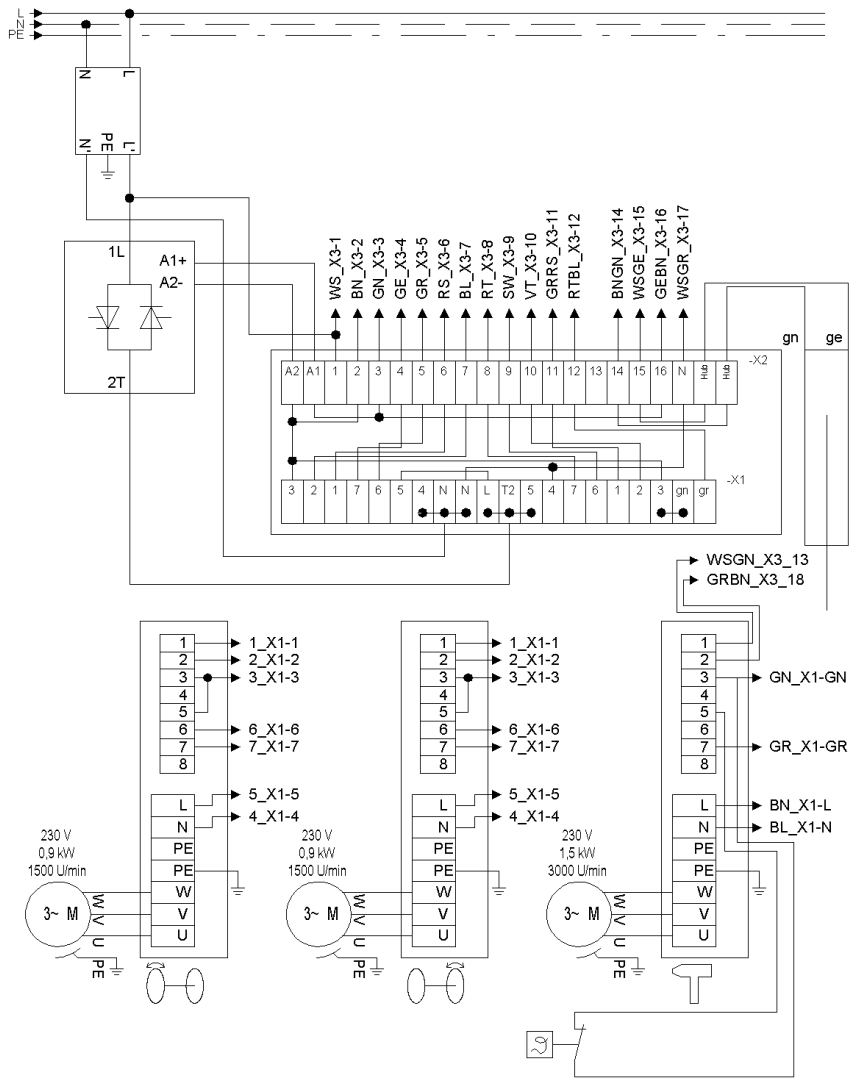 L
N
PE
N L
PE
N' L'
1L
A1+
A2-
2T
WS_X3-1
BN_X3-2
GN_X3-3
GE_X3-4
GR_X3-5
RS_X3-6
BL_X3-7
RT_X3-8
SW_X3-9
VT_X3-10
GRRS_X3-11
RTBL_X3-12
BNGN_X3-14
WSGE_X3-15
GEBN_X3-16
WSGR_X3-17
gn ge
-X2
A2 A1 1 2 3 4 5 6 7 8 9 10 11 12 13 14 15 16 N Hub Hub
-X1
3 2 1 7 6 5 4 N N L T2 5 4 7 6 1 2 3 gn gr
WSGN_X3_13
GRBN_X3_18
1 1_X1-1
2 2_X1-2
3 3_X1-3
4
5
6 6_X1-6
7 7_X1-7
8
L 5_X1-5
N 4_X1-4
PE
PE
W
V
U
230 V
0,9 kW
1500 U/min
3~ M
W
V
U
PE
1 1_X1-1
2 2_X1-2
3 3_X1-3
4
5
6 6_X1-6
7 7_X1-7
8
L 5_X1-5
N 4_X1-4
PE
PE
W
V
U
230 V
0,9 kW
1500 U/min
3~ M
W
V
U
PE
1
2
3 GN_X1-GN
4
5
6
7 GR_X1-GR
8
L BN_X1-L
N BL_X1-N
PE
PE
W
V
U
230 V
1,5 kW
3000 U/min
3~ M
W
V
U
PE
ϑ